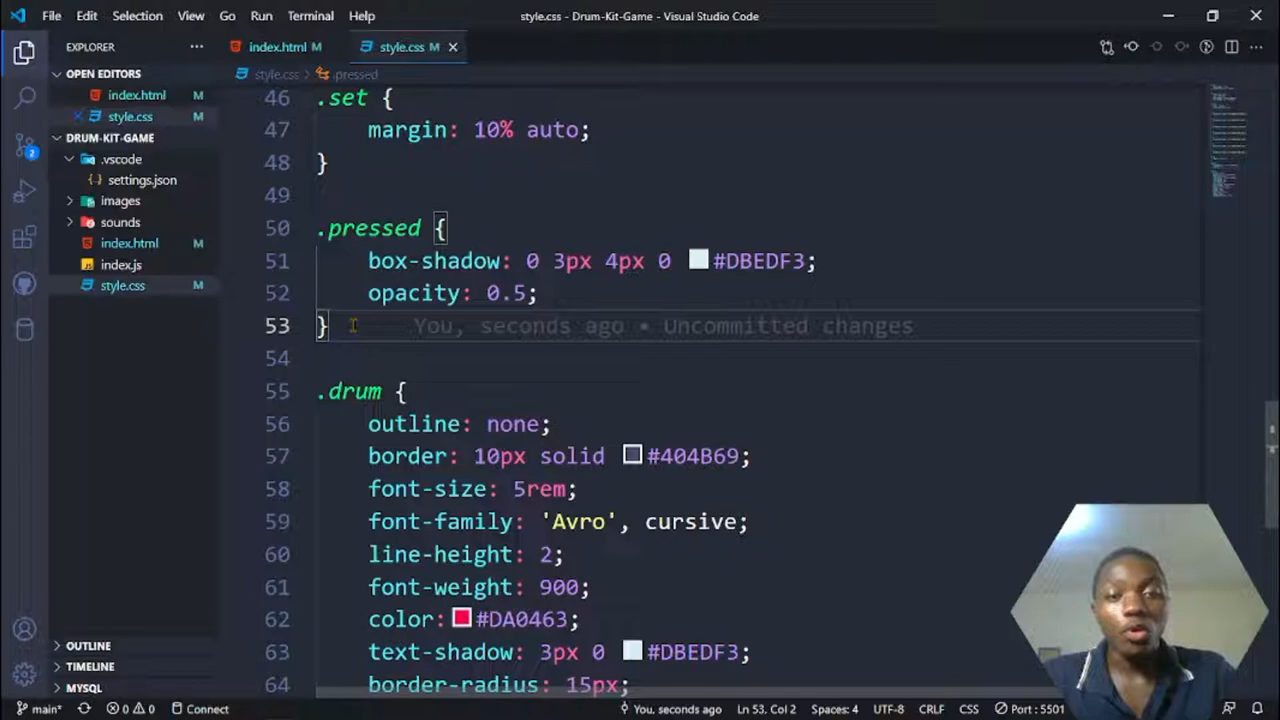 File Edit Selection View Go Run Terminal Help
style.css - Drum-Kit-Game - Visual Studio Code
EXPLORER
index.html M
style.css M
OPEN EDITORS
index.html M
style.css M
DRUM-KIT-GAME
.vscode
settings.json
images
sounds
index.html M
index.js
style.css M
OUTLINE
TIMELINE
MYSQL
style.css .pressed
46 .set {
47 margin: 10% auto;
48 }
49
50 .pressed {
51 box-shadow: 0 3px 4px 0 #DBEDF3;
52 opacity: 0.5;
53 } You, seconds ago • Uncommitted changes
54
55 .drum {
56 outline: none;
57 border: 10px solid #404B69;
58 font-size: 5rem;
59 font-family: 'Avro', cursive;
60 line-height: 2;
61 font-weight: 900;
62 color: #DA0463;
63 text-shadow: 3px 0 #DBEDF3;
64 border-radius: 15px;
2
main* 0 0 Connect You, seconds ago Ln 53, Col 2 Spaces: 4 UTF-8 CRLF CSS Port : 5501